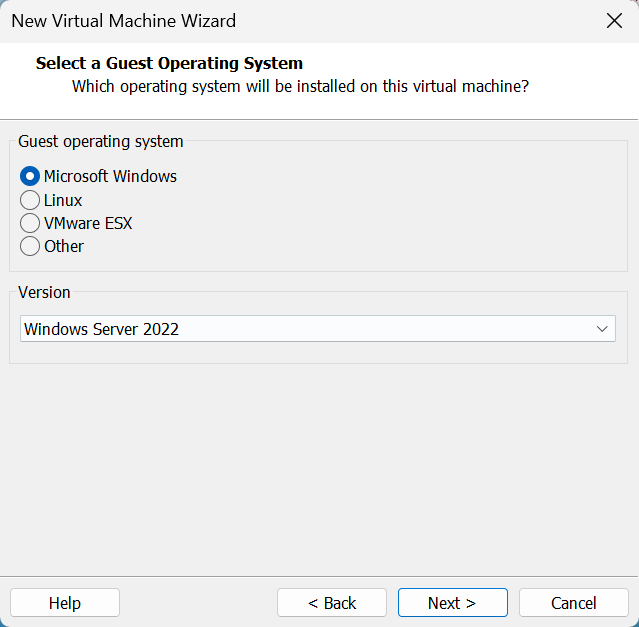 New Virtual Machine Wizard
Select a Guest Operating System
Which operating system will be installed on this virtual machine?
Guest operating system
Microsoft Windows
Linux
VMware ESX
Other
Version
Windows Server 2022
Help
< Back
Next >
Cancel